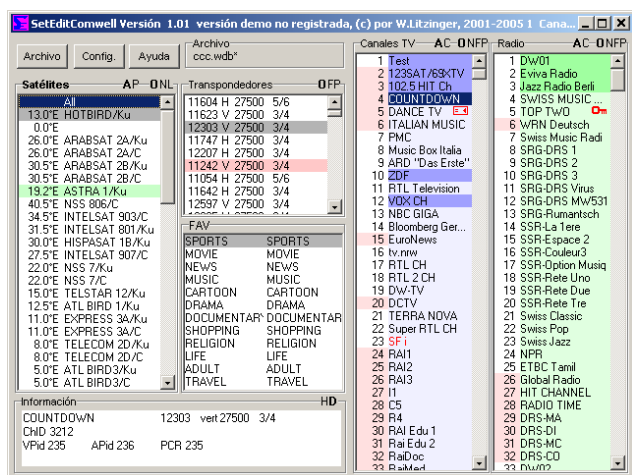 SetEditComwell Versión 1.01 versión demo no registrada, (c) por W.Litzinger, 2001-2005 1 Cana...
Archivo
Config.
Ayuda
Archivo
ccc.wdb*
Satélites AP ONL
All
13.0°E HOTBIRD/Ku
0.0°E
26.0°E ARABSAT 2A/Ku
26.0°E ARABSAT 2A/C
30.5°E ARABSAT 2B/Ku
30.5°E ARABSAT 2B/C
19.2°E ASTRA 1/Ku
40.5°E NSS 806/C
34.5°E INTELSAT 903/C
31.5°E INTELSAT 801/Ku
30.0°E HISPASAT 1B/Ku
27.5°E INTELSAT 907/C
22.0°E NSS 7/Ku
22.0°E NSS 7/C
15.0°E TELSTAR 12/Ku
12.5°E ATL BIRD 1/Ku
11.0°E EXPRESS 3A/Ku
11.0°E EXPRESS 3A/C
8.0°E TELECOM 2D/Ku
8.0°E TELECOM 2D/C
5.0°E ATL BIRD3/Ku
5.0°E ATL BIRD3/C
Transpondedores OFP
11604 H 27500 5/6
11623 V 27500 3/4
12303 V 27500 3/4
11747 H 27500 3/4
12207 H 27500 3/4
11242 V 27500 3/4
11054 H 27500 5/6
11642 H 27500 3/4
12597 V 27500 3/4
FAV
SPORTS SPORTS
MOVIE MOVIE
NEWS NEWS
MUSIC MUSIC
CARTOON CARTOON
DRAMA DRAMA
DOCUMENTAR DOCUMENTAR
SHOPPING SHOPPING
RELIGION RELIGION
LIFE LIFE
ADULT ADULT
TRAVEL TRAVEL
Información HD
COUNTDOWN 12303 vert 27500 3/4
ChID 3212
VPid 235 APid 236 PCR 235
Canales TV AC ONFP
1 Test
2 123SAT/69XTV
3 102.5 HIT Ch
4 COUNTDOWN
5 DANCE TV
6 ITALIAN MUSIC
7 PMC
8 Music Box Italia
9 ARD "Das Erste"
10 ZDF
11 RTL Television
12 VOX CH
13 NBC GIGA
14 Bloomberg Ger...
15 EuroNews
16 tv.nrw
17 RTL CH
18 RTL 2 CH
19 DW-TV
20 DCTV
21 TERRA NOVA
22 Super RTL CH
23 SF i
24 RAI1
25 RAI2
26 RAI3
27 I1
28 C5
29 R4
30 RAI Edu 1
31 Rai Edu 2
32 RaiDoc
33 RaiMed
Radio AC ONFP
1 DW01
2 Eviva Radio
3 Jazz Radio Berli
4 SWISS MUSIC ...
5 TOP TWO
6 WRN Deutsch
7 Swiss Music Radi
8 SRG-DRS 1
9 SRG-DRS 2
10 SRG-DRS 3
11 SRG-DRS Virus
12 SRG-DRS MW531
13 SRG-Rumantsch
14 SSR-La 1ere
15 SSR-Espace 2
16 SSR-Couleur3
17 SSR-Option Musiq
18 SSR-Rete Uno
19 SSR-Rete Due
20 SSR-Rete Tre
21 Swiss Classic
22 Swiss Pop
23 Swiss Jazz
24 NPR
25 ETBC Tamil
26 Global Radio
27 HIT CHANNEL
28 RADIO TIME
29 DRS-MA
30 DRS-DI
31 DRS-MC
32 DRS-CO
33 DW02